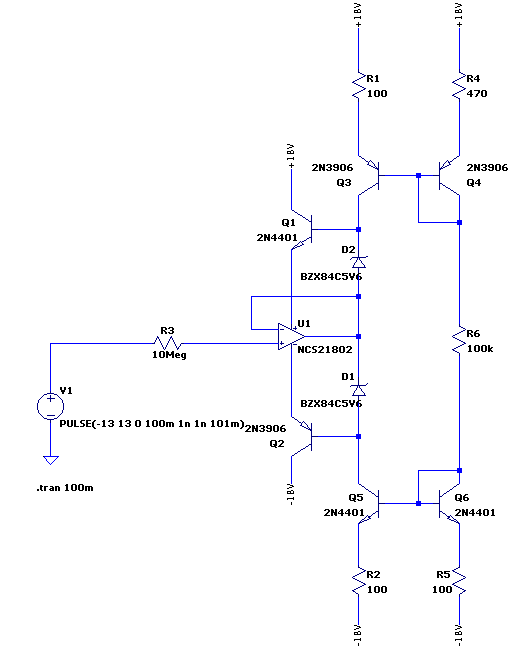 +18V
+18V
R1
100
R4
470
+18V
2N3906
Q3
2N3906
Q4
Q1
2N4401
D2
BZX84C5V6
U1
NCS21802
R3
10Meg
R6
100k
D1
BZX84C5V6
V1
PULSE(-13 13 0 100m 1n 1n 101m)
2N3906
Q2
.tran 100m
-18V
Q5
2N4401
Q6
2N4401
R2
100
R5
100
-18V
-18V